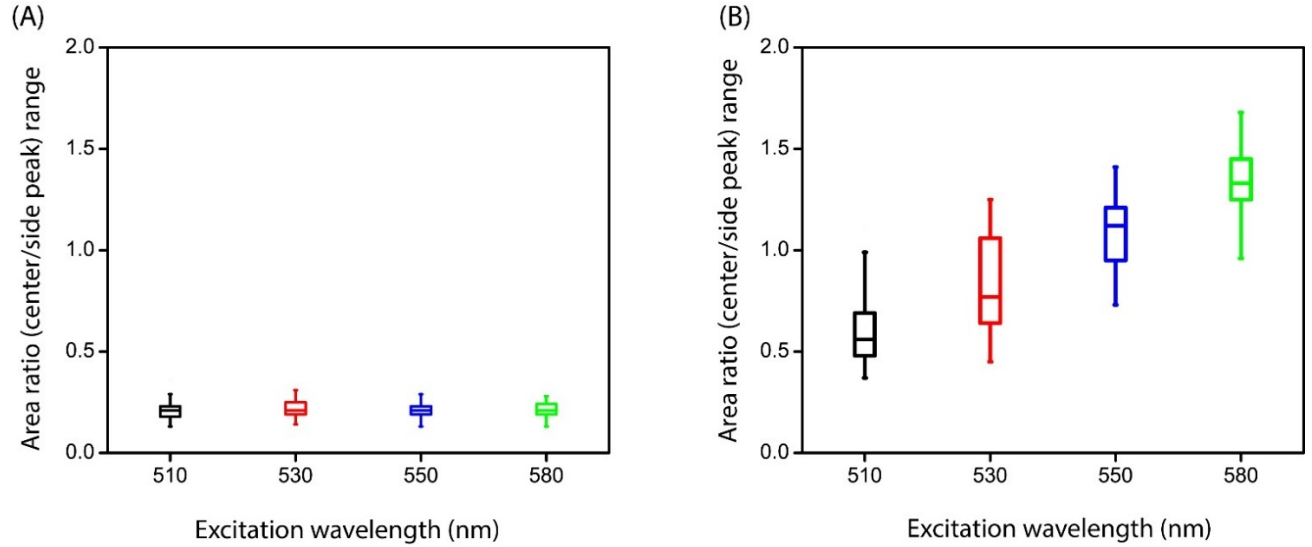 (A)
Area ratio (center/side peak) range
2.0
1.5
1.0
0.5
0.0
510 530 550 580
Excitation wavelength (nm)
(B)
Area ratio (center/side peak) range
2.0
1.5
1.0
0.5
0.0
510 530 550 580
Excitation wavelength (nm)